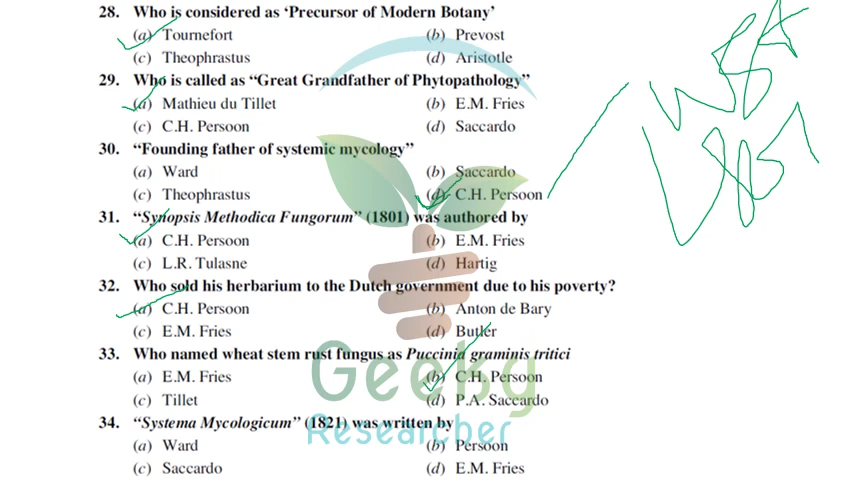 28. Who is considered as ‘Precursor of Modern Botany’
(a) Tournefort (b) Prevost
(c) Theophrastus (d) Aristotle
29. Who is called as “Great Grandfather of Phytopathology”
(a) Mathieu du Tillet (b) E.M. Fries
(c) C.H. Persoon (d) Saccardo
30. “Founding father of systemic mycology”
(a) Ward (b) Saccardo
(c) Theophrastus (d) C.H. Persoon
31. “Synopsis Methodica Fungorum” (1801) was authored by
(a) C.H. Persoon (b) E.M. Fries
(c) L.R. Tulasne (d) Hartig
32. Who sold his herbarium to the Dutch government due to his poverty?
(a) C.H. Persoon (b) Anton de Bary
(c) E.M. Fries (d) Butler
33. Who named wheat stem rust fungus as Puccinia graminis tritici
(a) E.M. Fries (b) C.H. Persoon
(c) Tillet (d) P.A. Saccardo
34. “Systema Mycologicum” (1821) was written by
(a) Ward (b) Persoon
(c) Saccardo (d) E.M. Fries
Geeky
Researcher